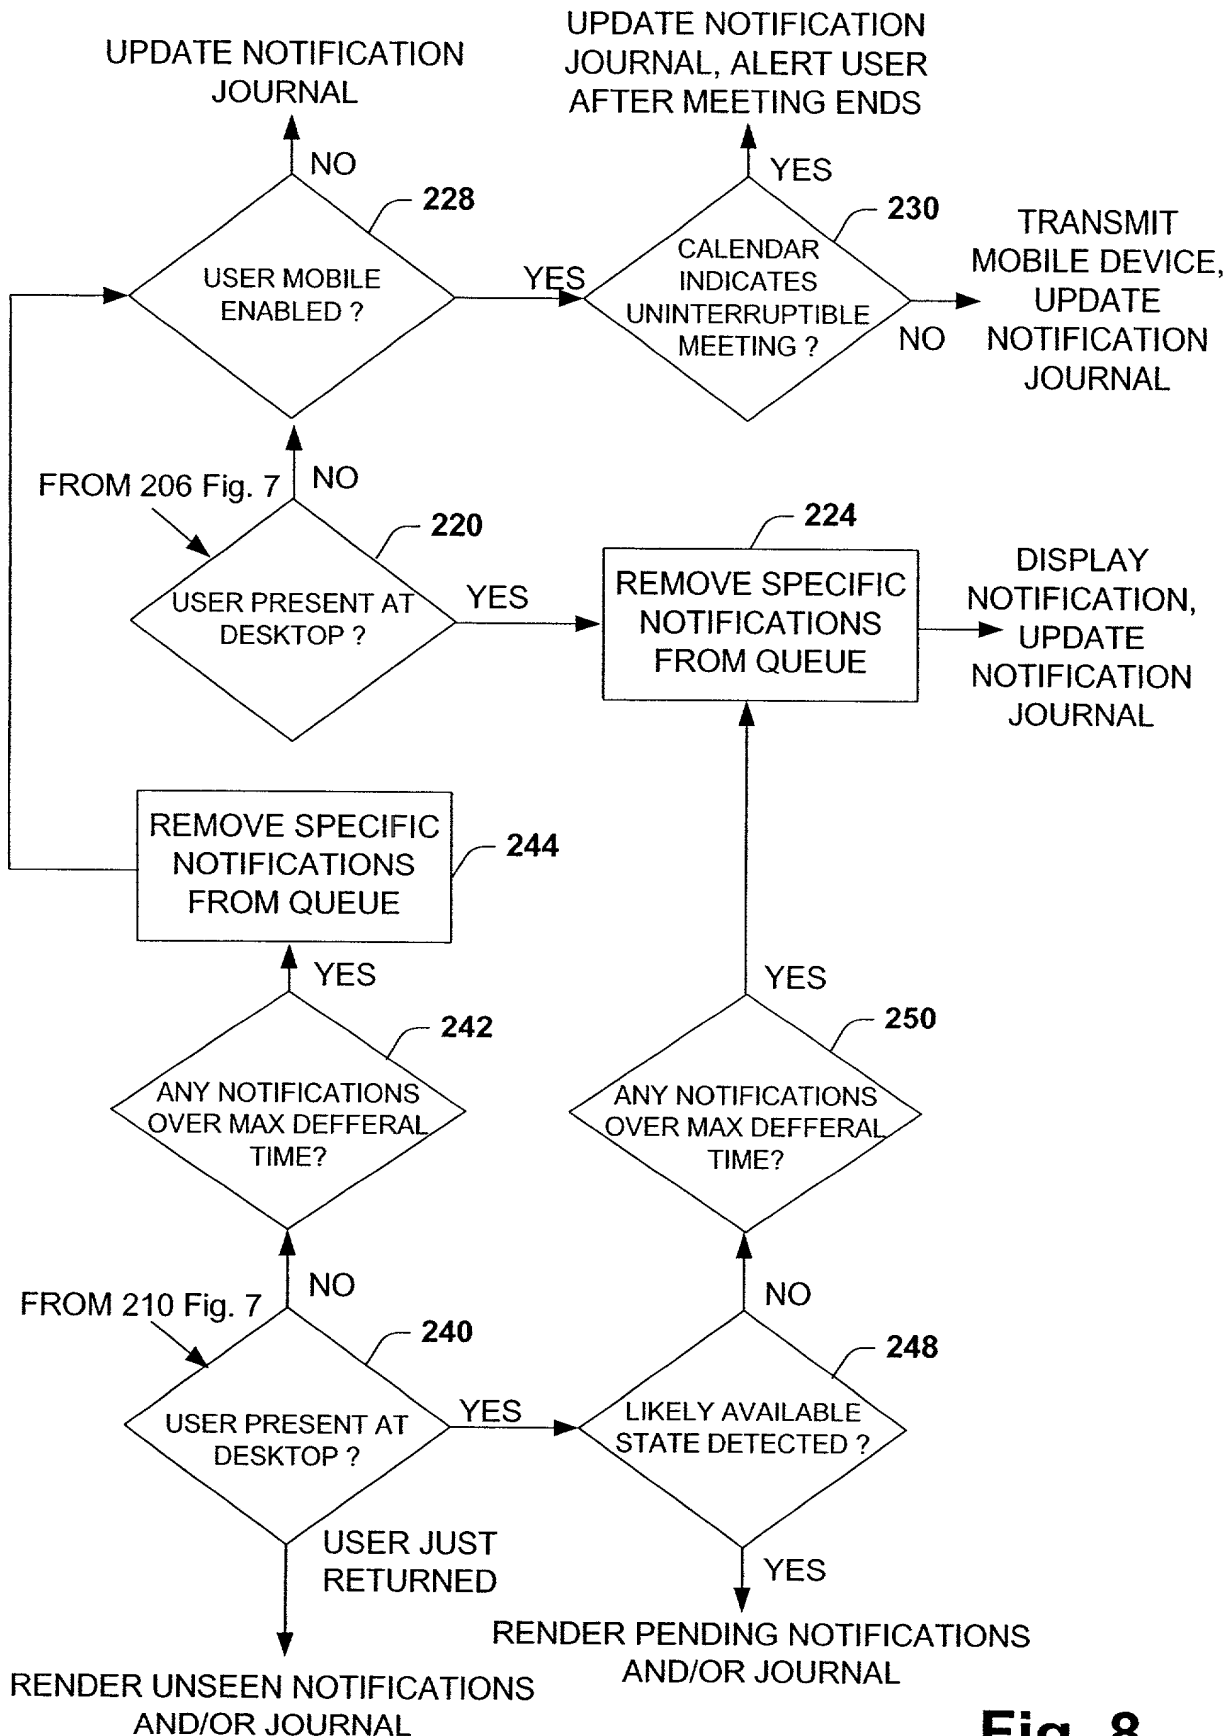 UPDATE NOTIFICATION
JOURNAL
UPDATE NOTIFICATION
JOURNAL, ALERT USER
AFTER MEETING ENDS
NO
228
USER MOBILE
ENABLED ?
YES
YES
230
CALENDAR
INDICATES
UNINTERRUPTIBLE
MEETING ?
NO
TRANSMIT
MOBILE DEVICE,
UPDATE
NOTIFICATION
JOURNAL
FROM 206 Fig. 7
NO
220
USER PRESENT AT
DESKTOP ?
YES
224
REMOVE SPECIFIC
NOTIFICATIONS
FROM QUEUE
DISPLAY
NOTIFICATION,
UPDATE
NOTIFICATION
JOURNAL
REMOVE SPECIFIC
NOTIFICATIONS
FROM QUEUE
244
YES
242
ANY NOTIFICATIONS
OVER MAX DEFFERAL
TIME?
YES
250
ANY NOTIFICATIONS
OVER MAX DEFFERAL
TIME?
FROM 210 Fig. 7
NO
240
USER PRESENT AT
DESKTOP ?
YES
NO
248
LIKELY AVAILABLE
STATE DETECTED ?
USER JUST
RETURNED
YES
RENDER UNSEEN NOTIFICATIONS
AND/OR JOURNAL
RENDER PENDING NOTIFICATIONS
AND/OR JOURNAL
Fig. 8